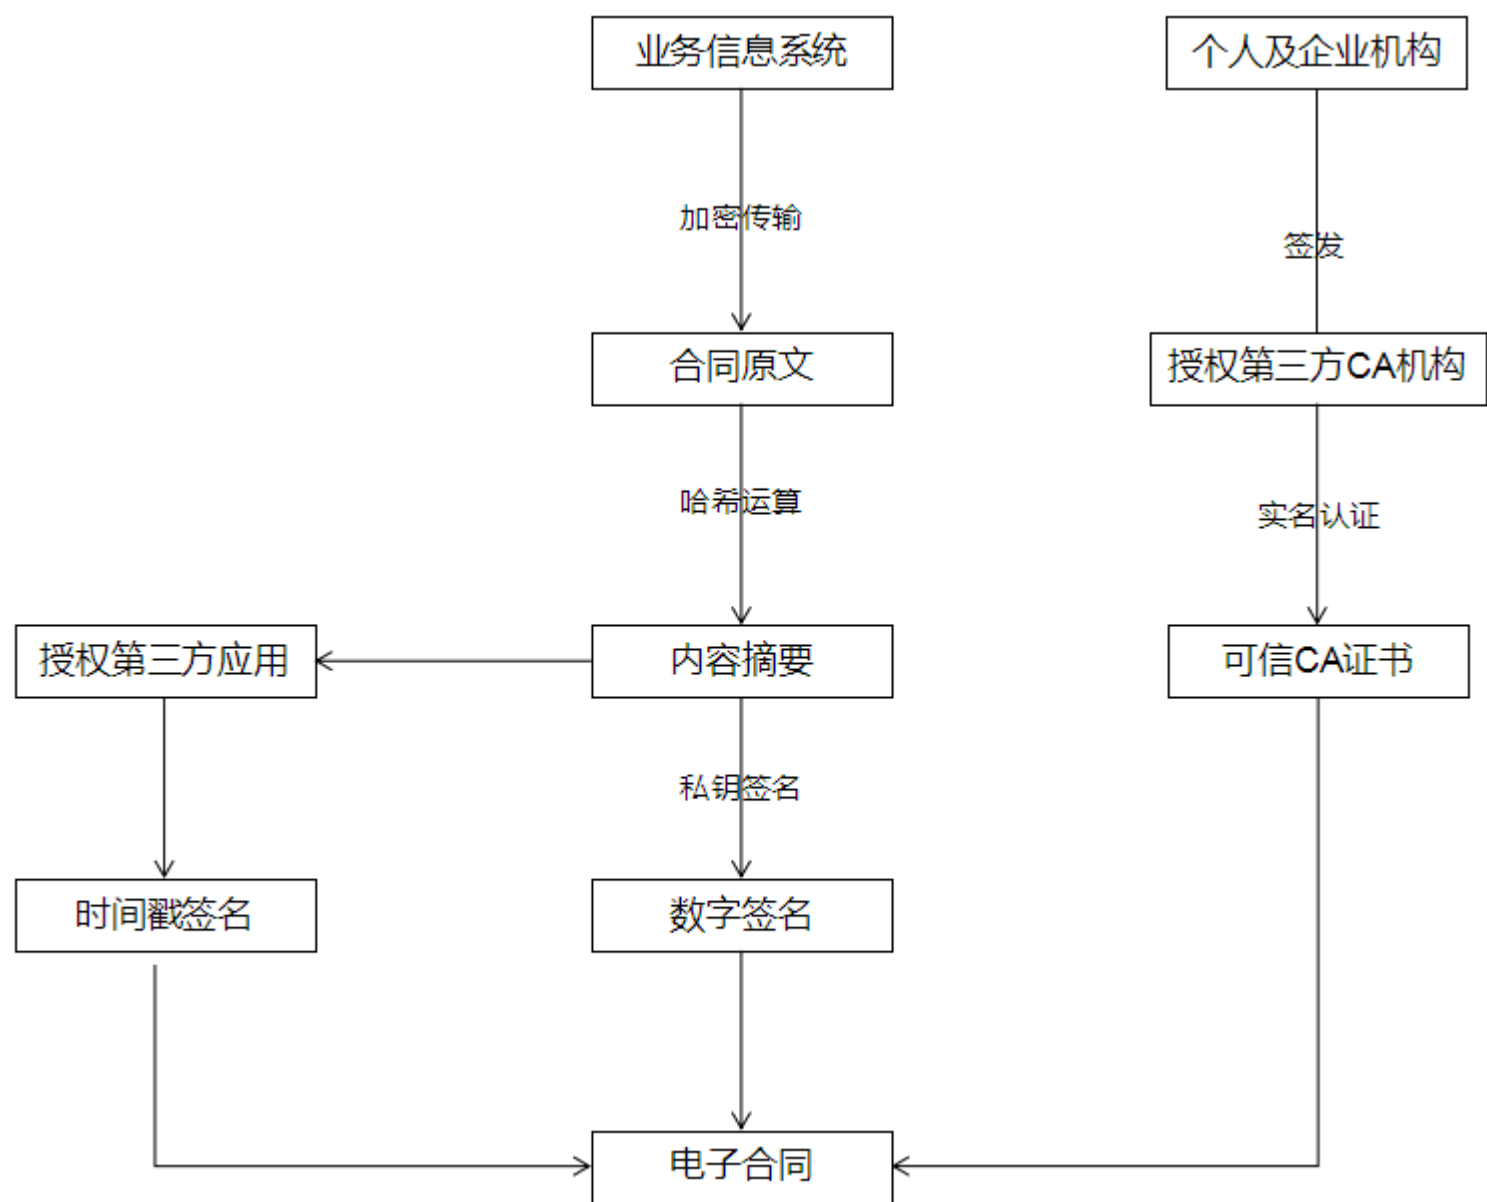 业务信息系统
个人及企业机构
加密传输
签发
合同原文
授权第三方CA机构
哈希运算
实名认证
授权第三方应用
内容摘要
可信CA证书
私钥签名
时间戳签名
数字签名
电子合同